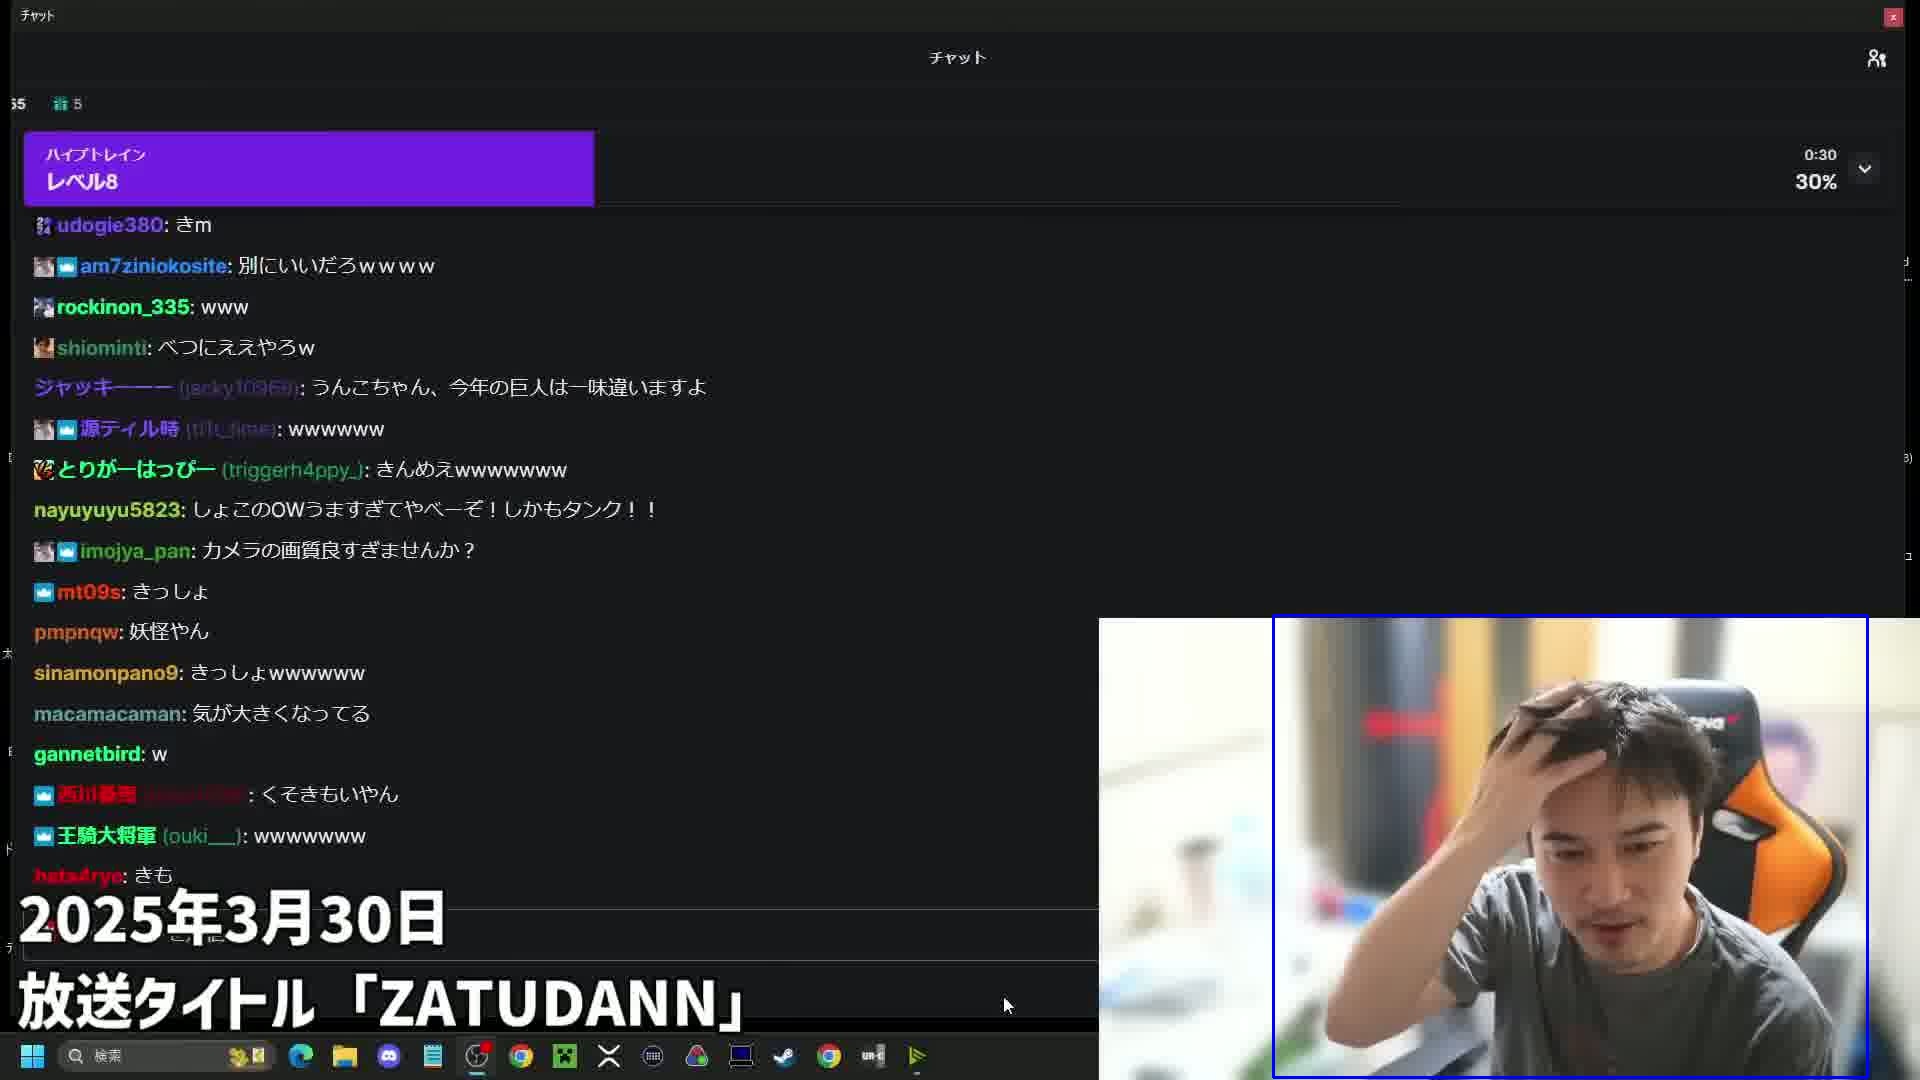 チャット
チャット
5
ハイプトレイン
レベル8
0:30
30%
udogie380: きm
am7ziniokosite: 別にいいだろｗｗｗｗ
rockinon_335: www
shiominti: べつにええやろw
ジャッキーーー (jacky10969): うんこちゃん、今年の巨人は一味違いますよ
源ティル時 (tilt_time): wwwwww
とりがーはっぴー (triggerh4ppy_): きんめえwwwwwww
nayuyuyu5823: しょこのOWうますぎてやべーぞ！しかもタンク！！
imojya_pan: カメラの画質良すぎませんか？
mt09s: きっしょ
pmpnqw: 妖怪やん
sinamonpano9: きっしょwwwwww
macamacaman: 気が大きくなってる
gannetbird: w
: くそきもいやん
王騎大将軍 (ouki___): wwwwwww
hata4ryo: きも
2025年3月30日
放送タイトル「ZATUDANN」
検索